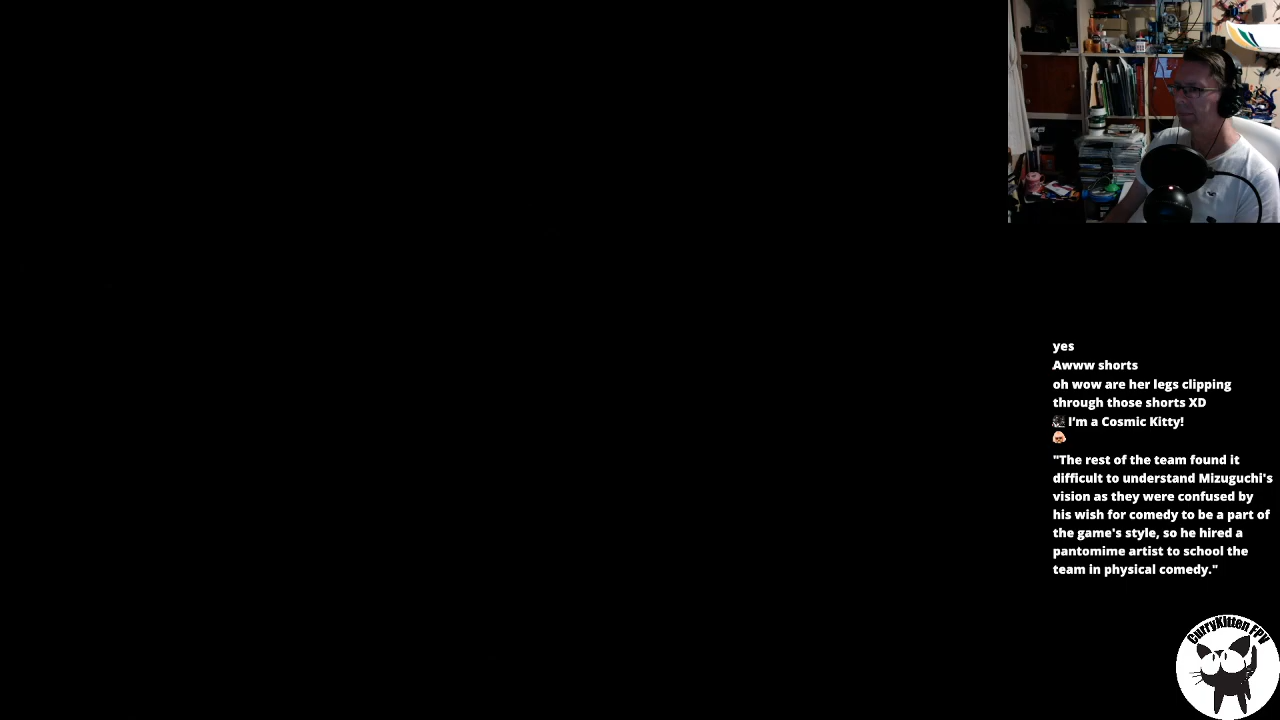 yes
Awww shorts
oh wow are her legs clipping
through those shorts XD
I'm a Cosmic Kitty!
"The rest of the team found it
difficult to understand Mizuguchi's
vision as they were confused by
his wish for comedy to be a part of
the game's style, so he hired a
pantomime artist to school the
team in physical comedy."
CurryKitten FPV